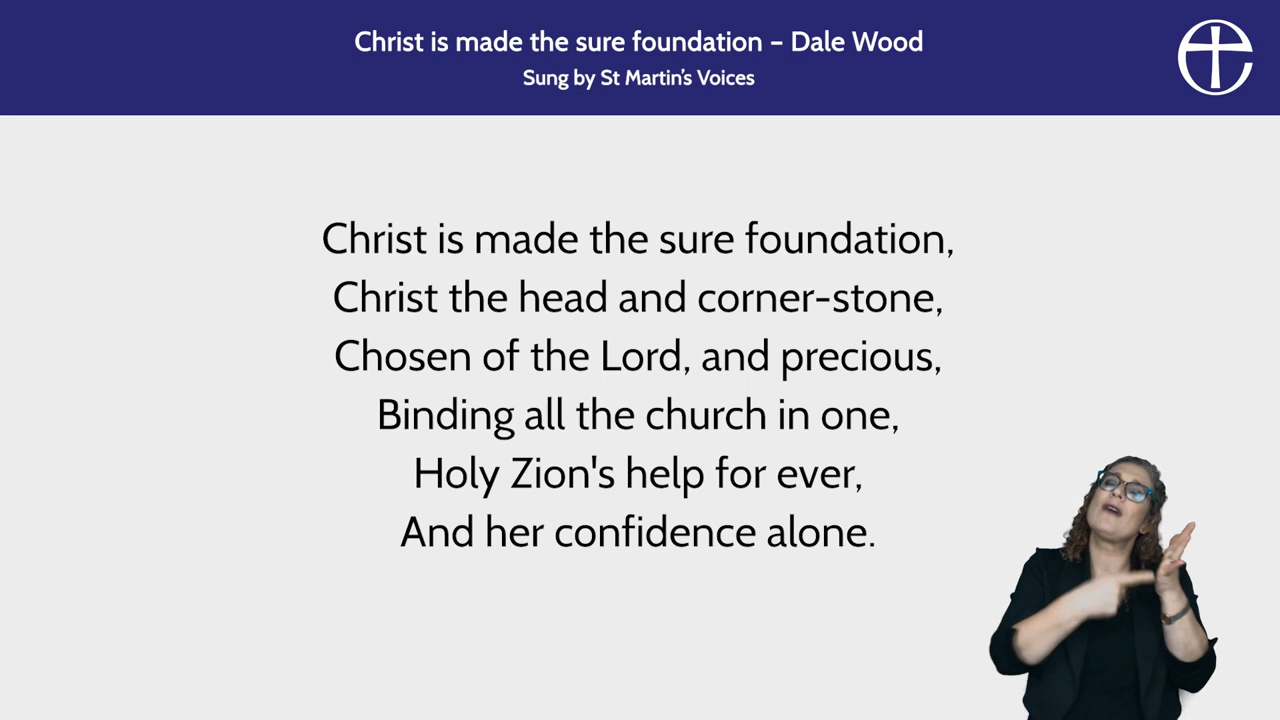 Christ is made the sure foundation – Dale Wood
Sung by St Martin's Voices
Christ is made the sure foundation,
Christ the head and corner-stone,
Chosen of the Lord, and precious,
Binding all the church in one,
Holy Zion's help for ever,
And her confidence alone.